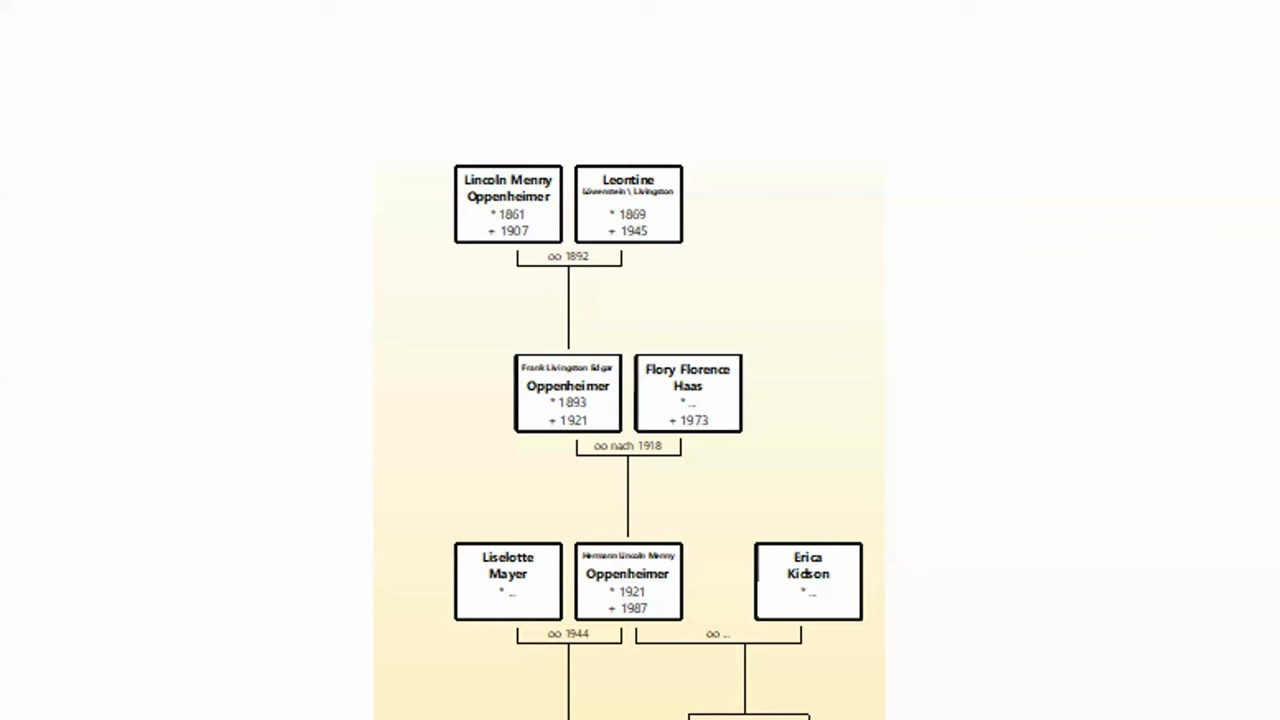 Lincoln Menny
Oppenheimer
* 1861
+ 1907
Leontine
Löwenstein \ Livingston
* 1869
+ 1945
oo 1892
Frank Livingston Edgar
Oppenheimer
* 1893
+ 1921
Flory Florence
Haas
* ...
+ 1973
oo nach 1918
Liselotte
Mayer
* ...
Hermann Lincoln Menny
Oppenheimer
* 1921
+ 1987
Erica
Kidson
* ...
oo 1944
oo ...